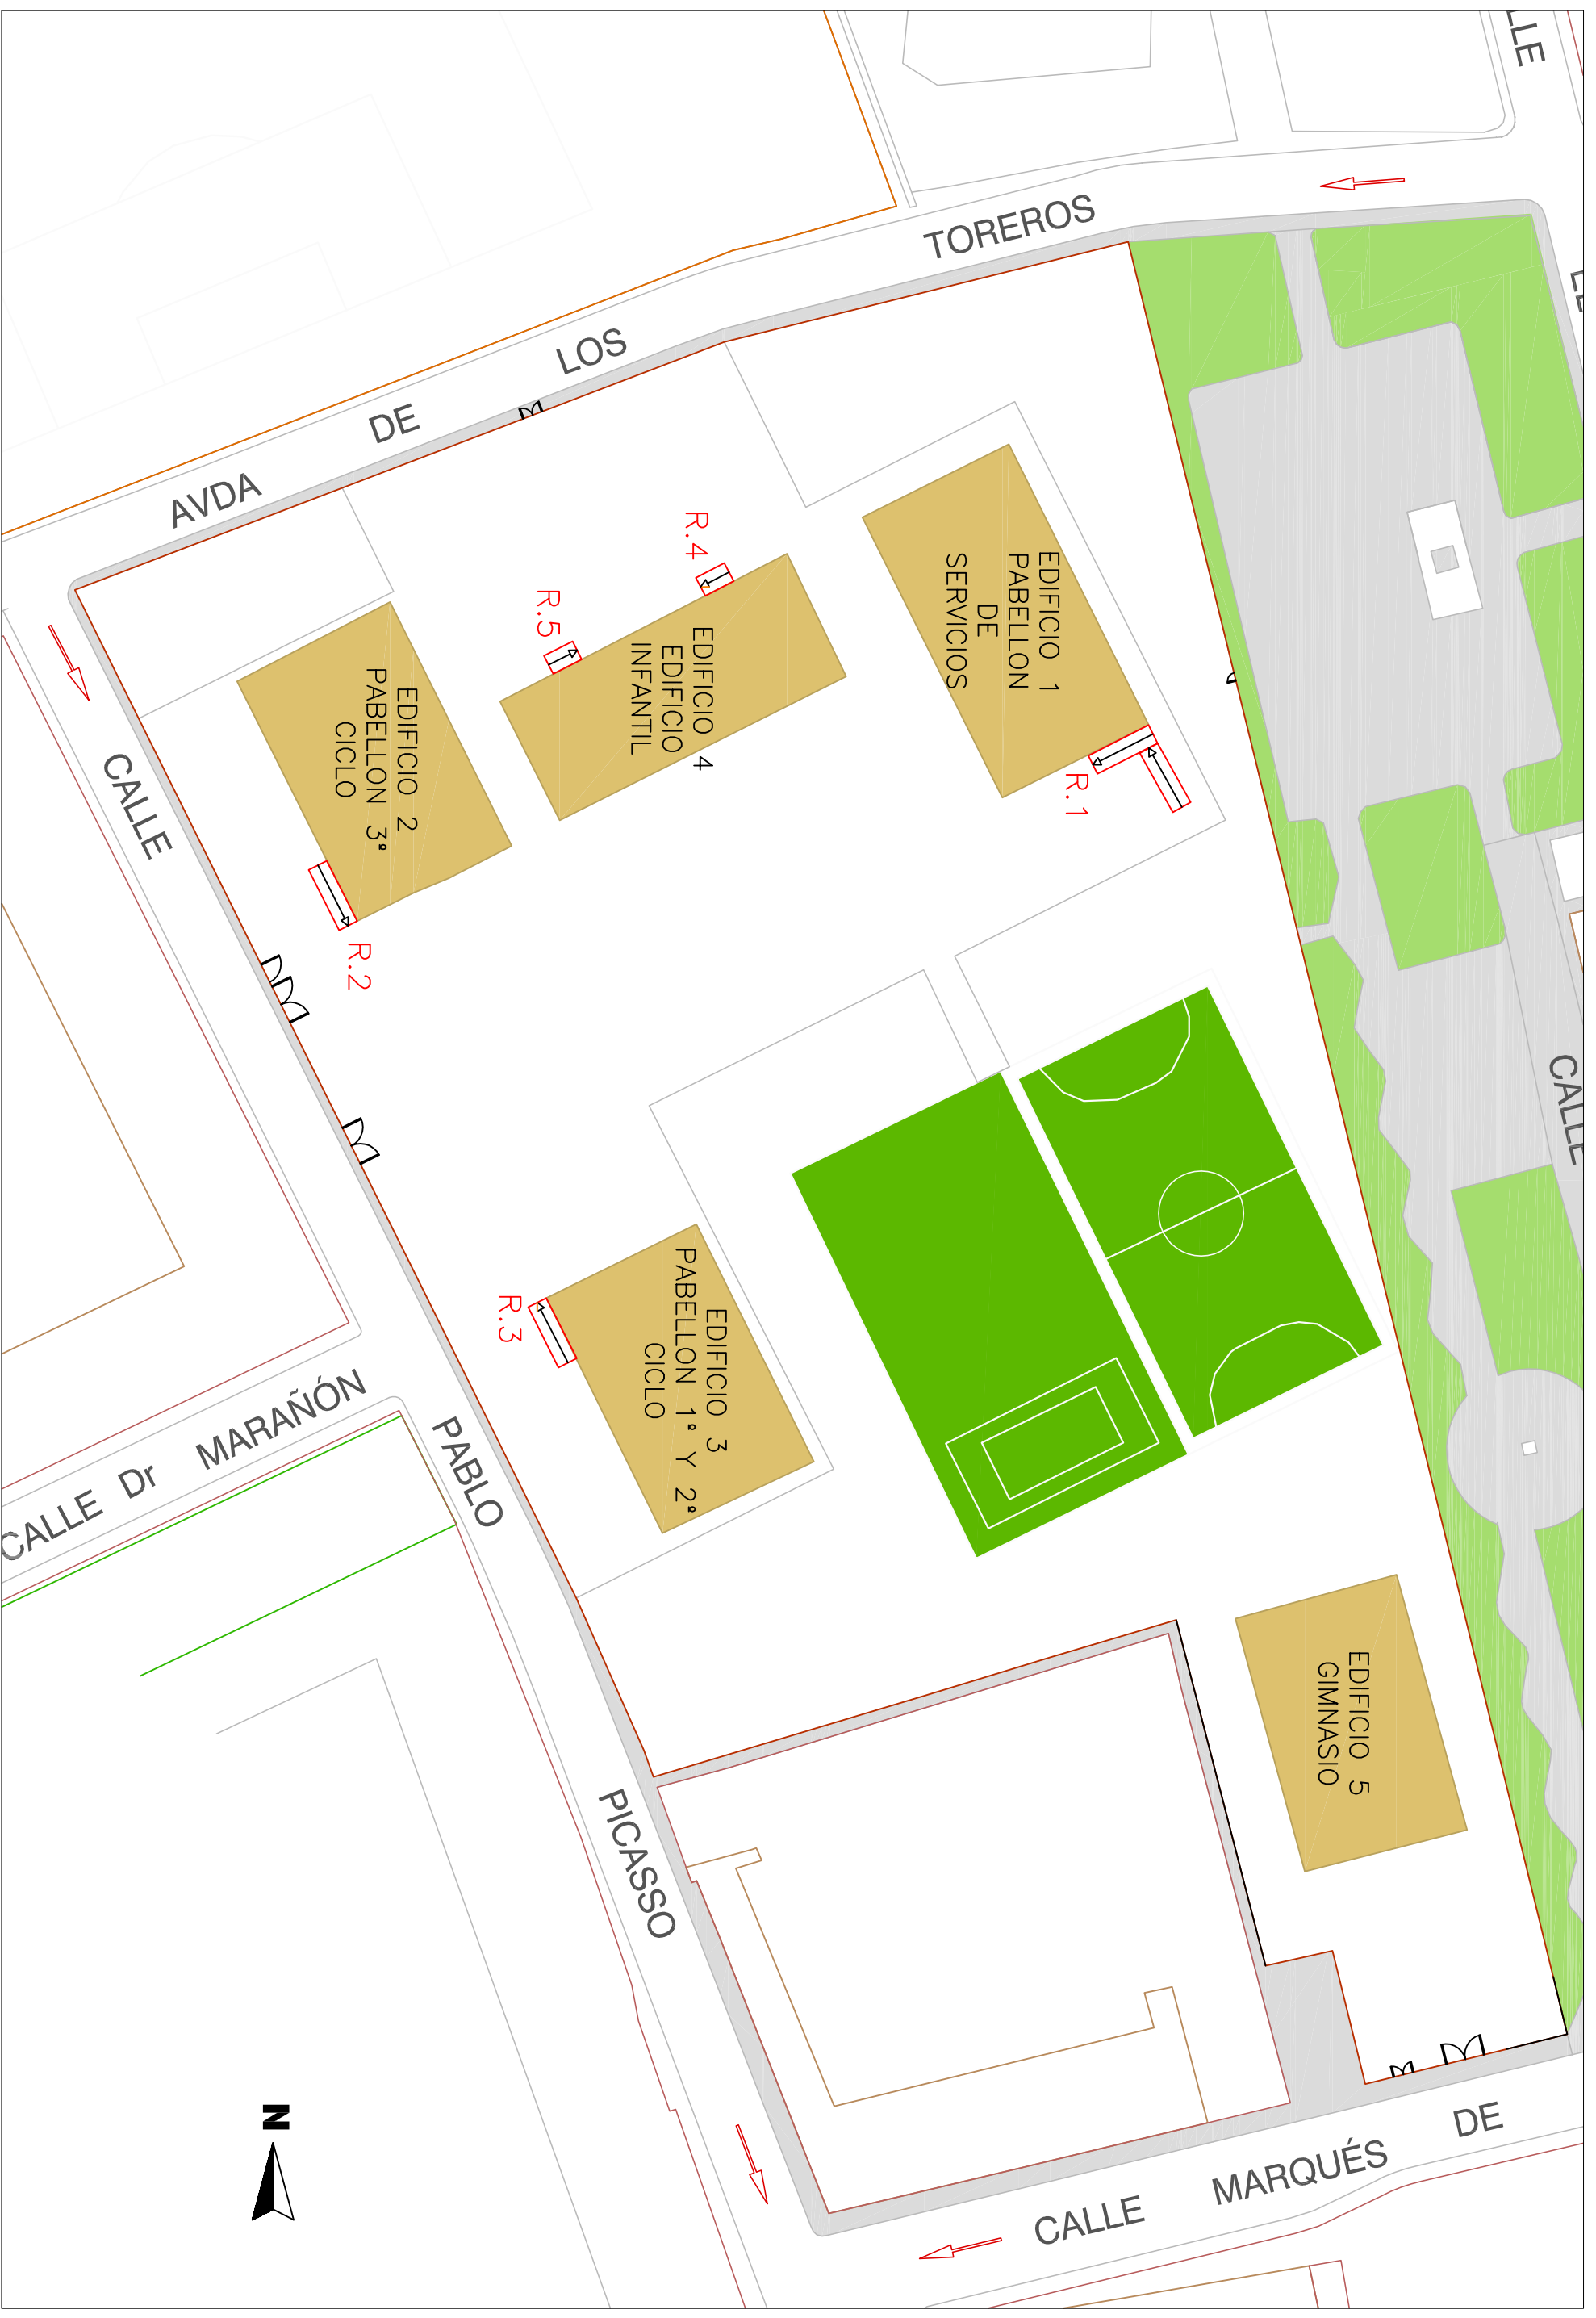 LLE
TOREROS
LOS
DE
AVDA
R.4
R.5
EDIFICIO 1
PABELLON
DE
SERVICIOS
R.1
EDIFICIO 4
EDIFICIO
INFANTIL
EDIFICIO 2
PABELLON 3º
CICLO
R.2
CALLE
CALLE
EDIFICIO 3
PABELLON 1º Y 2º
CICLO
R.3
CALLE Dr MARAÑÓN
PABLO
PICASSO
EDIFICIO 5
GIMNASIO
N
CALLE MARQUÉS DE